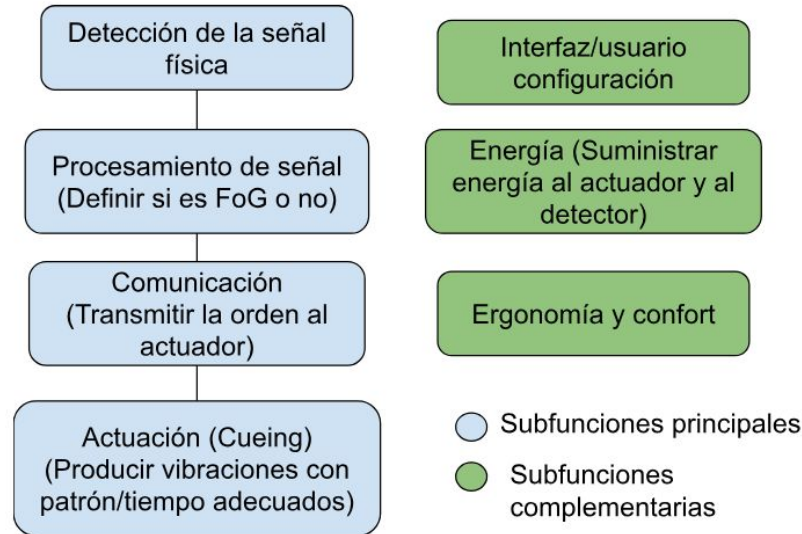 Detección de la señal
física
Procesamiento de señal
(Definir si es FoG o no)
Comunicación
(Transmitir la orden al
actuador)
Actuación (Cueing)
(Producir vibraciones con
patrón/tiempo adecuados)
Interfaz/usuario
configuración
Energía (Suministrar
energía al actuador y al
detector)
Ergonomía y confort
Subfunciones principales
Subfunciones
complementarias